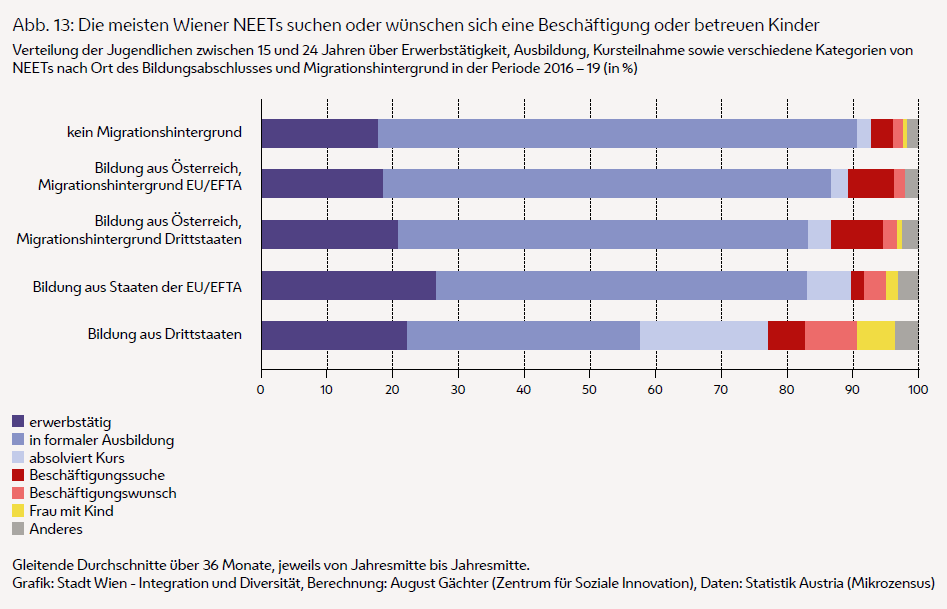 Abb. 13: Die meisten Wiener NEETs suchen oder wünschen sich eine Beschäftigung oder betreuen Kinder
Verteilung der Jugendlichen zwischen 15 und 24 Jahren über Erwerbstätigkeit, Ausbildung, Kursteilnahme sowie verschiedene Kategorien von
NEETs nach Ort des Bildungsabschlusses und Migrationshintergrund in der Periode 2016 – 19 (in %)
kein Migrationshintergrund
Bildung aus Österreich,
Migrationshintergrund EU/EFTA
Bildung aus Österreich,
Migrationshintergrund Drittstaaten
Bildung aus Staaten der EU/EFTA
Bildung aus Drittstaaten
0 10 20 30 40 50 60 70 80 90 100
erwerbstätig
in formaler Ausbildung
absolviert Kurs
Beschäftigungssuche
Beschäftigungswunsch
Frau mit Kind
Anderes
Gleitende Durchschnitte über 36 Monate, jeweils von Jahresmitte bis Jahresmitte.
Grafik: Stadt Wien - Integration und Diversität, Berechnung: August Gächter (Zentrum für Soziale Innovation), Daten: Statistik Austria (Mikrozensus)